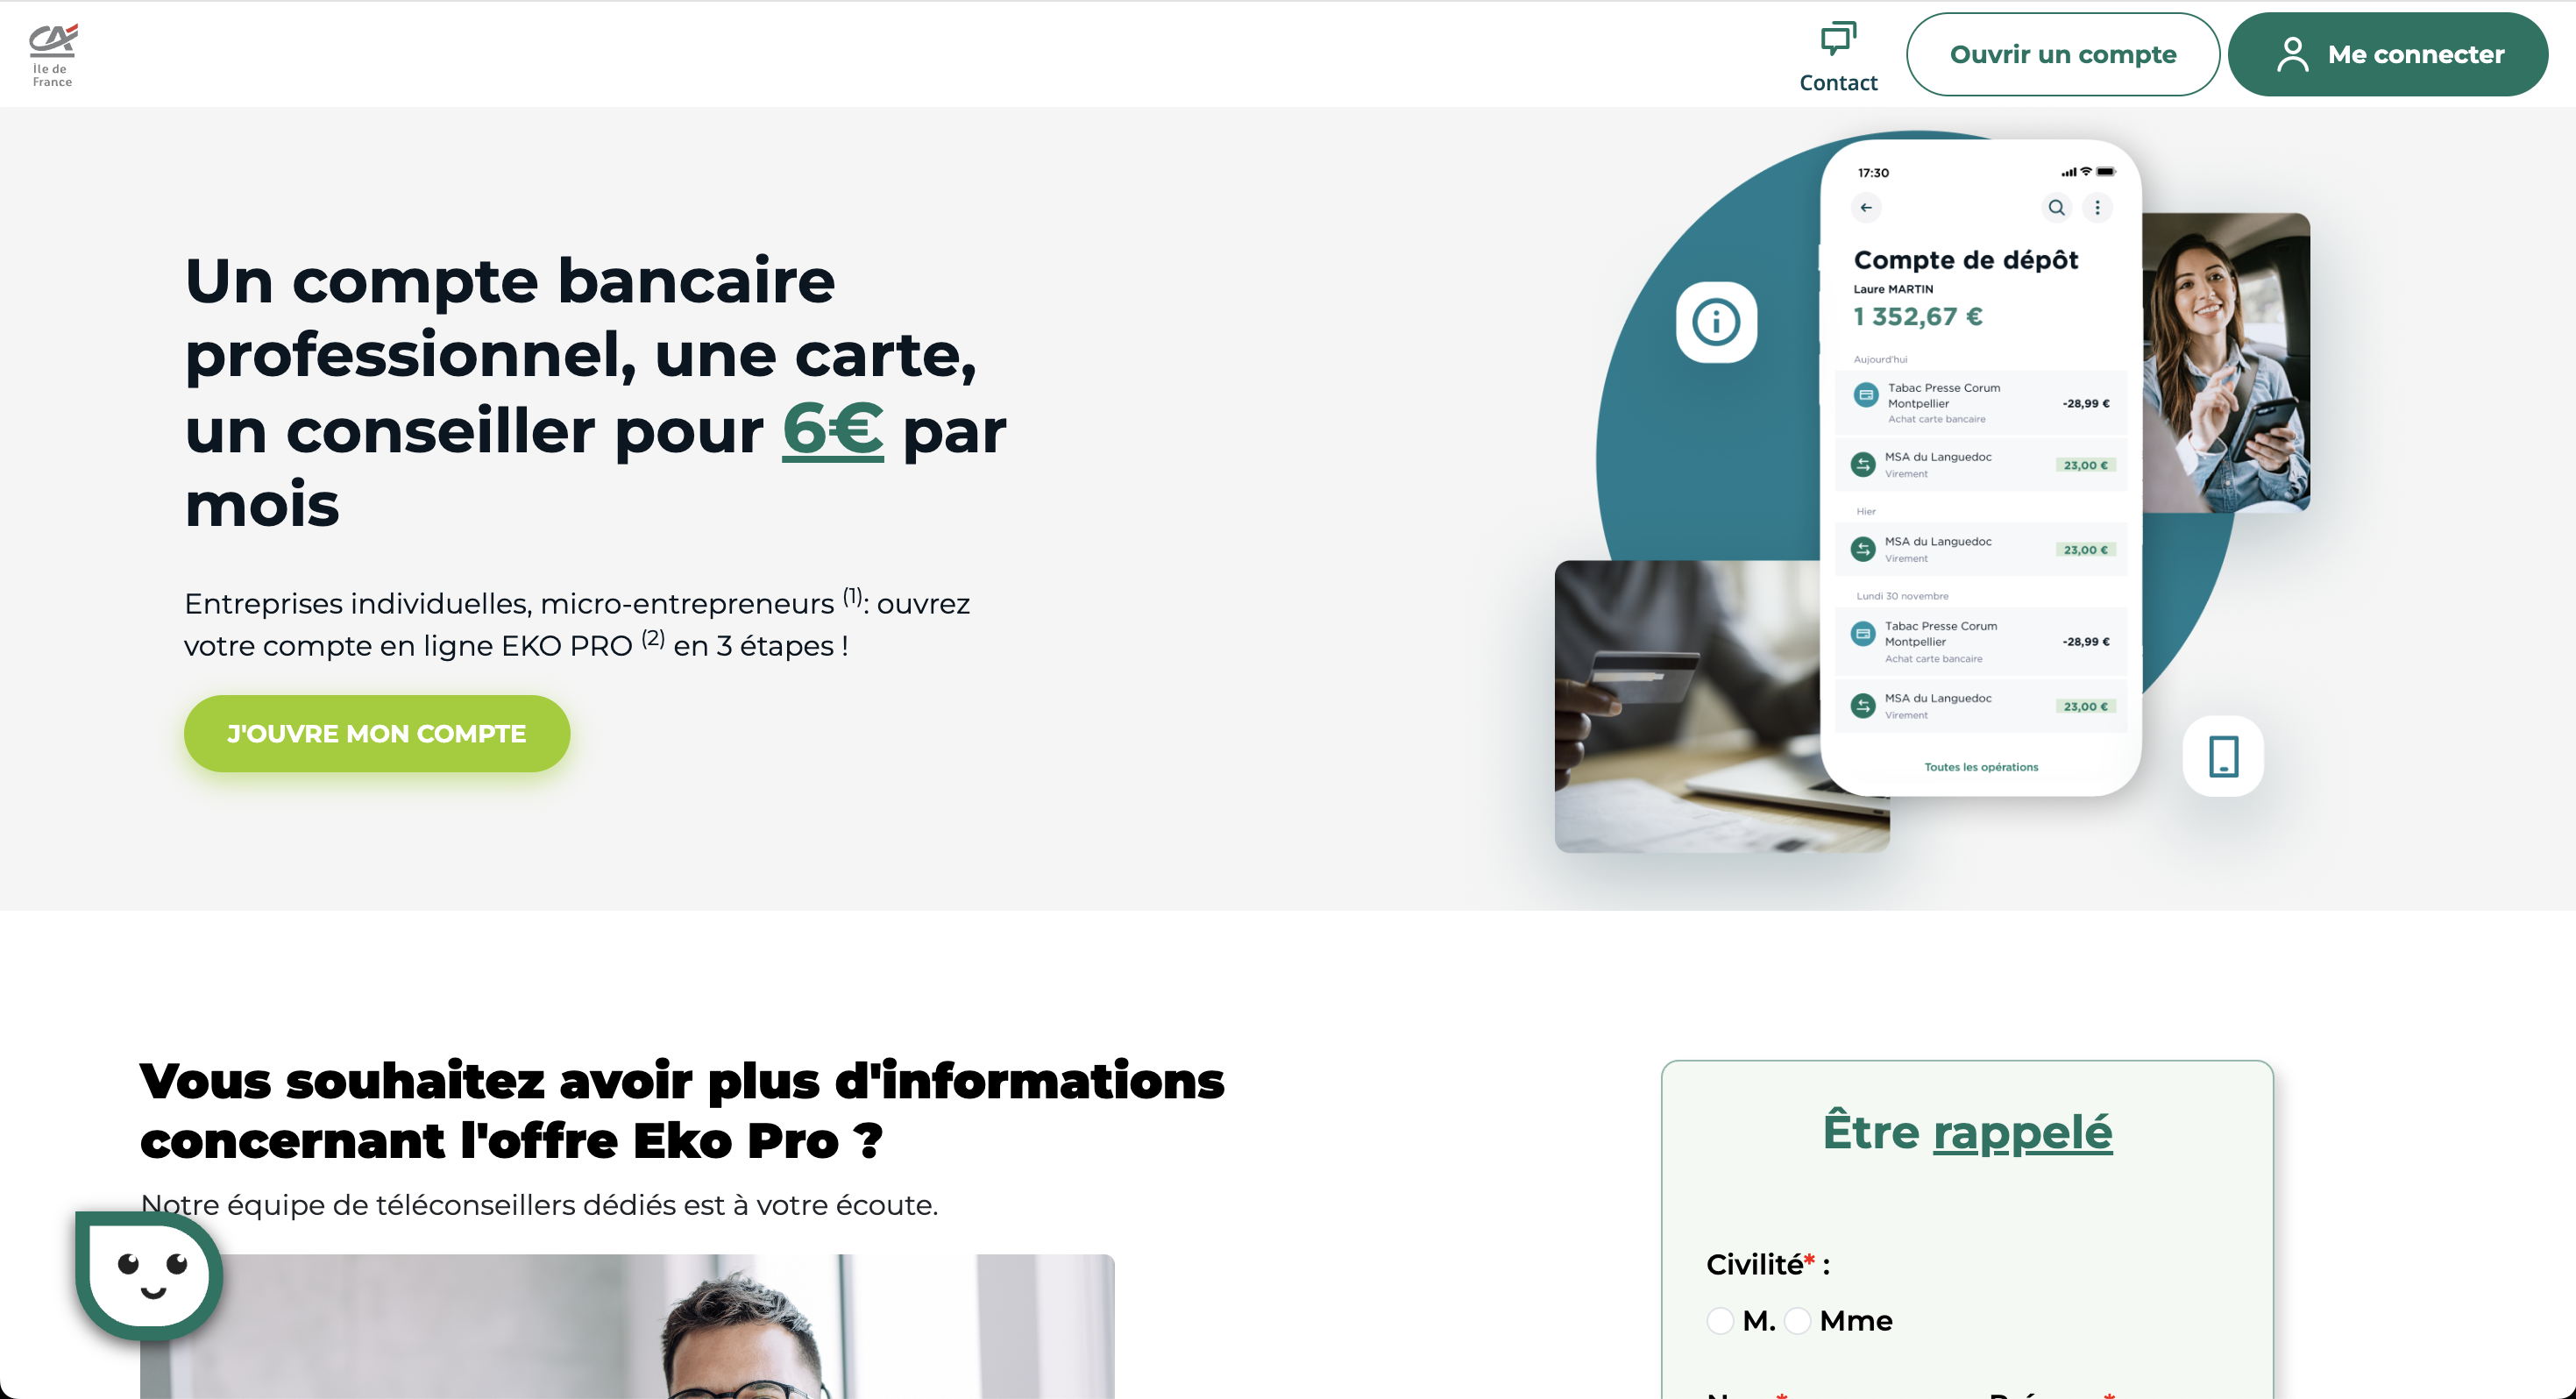 CA
Île de
France
Contact
Ouvrir un compte
Me connecter
Un compte bancaire
professionnel, une carte,
un conseiller pour 6€ par
mois
Entreprises individuelles, micro-entrepreneurs (1): ouvrez
votre compte en ligne EKO PRO (2) en 3 étapes !
J'OUVRE MON COMPTE
17:30
Compte de dépôt
Laure MARTIN
1 352,67 €
Aujourd'hui
Tabac Presse Corum
Montpellier
-28,99 €
Achat carte bancaire
MSA du Languedoc
23,00 €
Virement
Hier
MSA du Languedoc
23,00 €
Virement
Lundi 30 novembre
Tabac Presse Corum
Montpellier
-28,99 €
Achat carte bancaire
MSA du Languedoc
23,00 €
Virement
Toutes les opérations
Vous souhaitez avoir plus d'informations
concernant l'offre Eko Pro ?
Notre équipe de téléconseillers dédiés est à votre écoute.
Être rappelé
Civilité* :
M. Mme